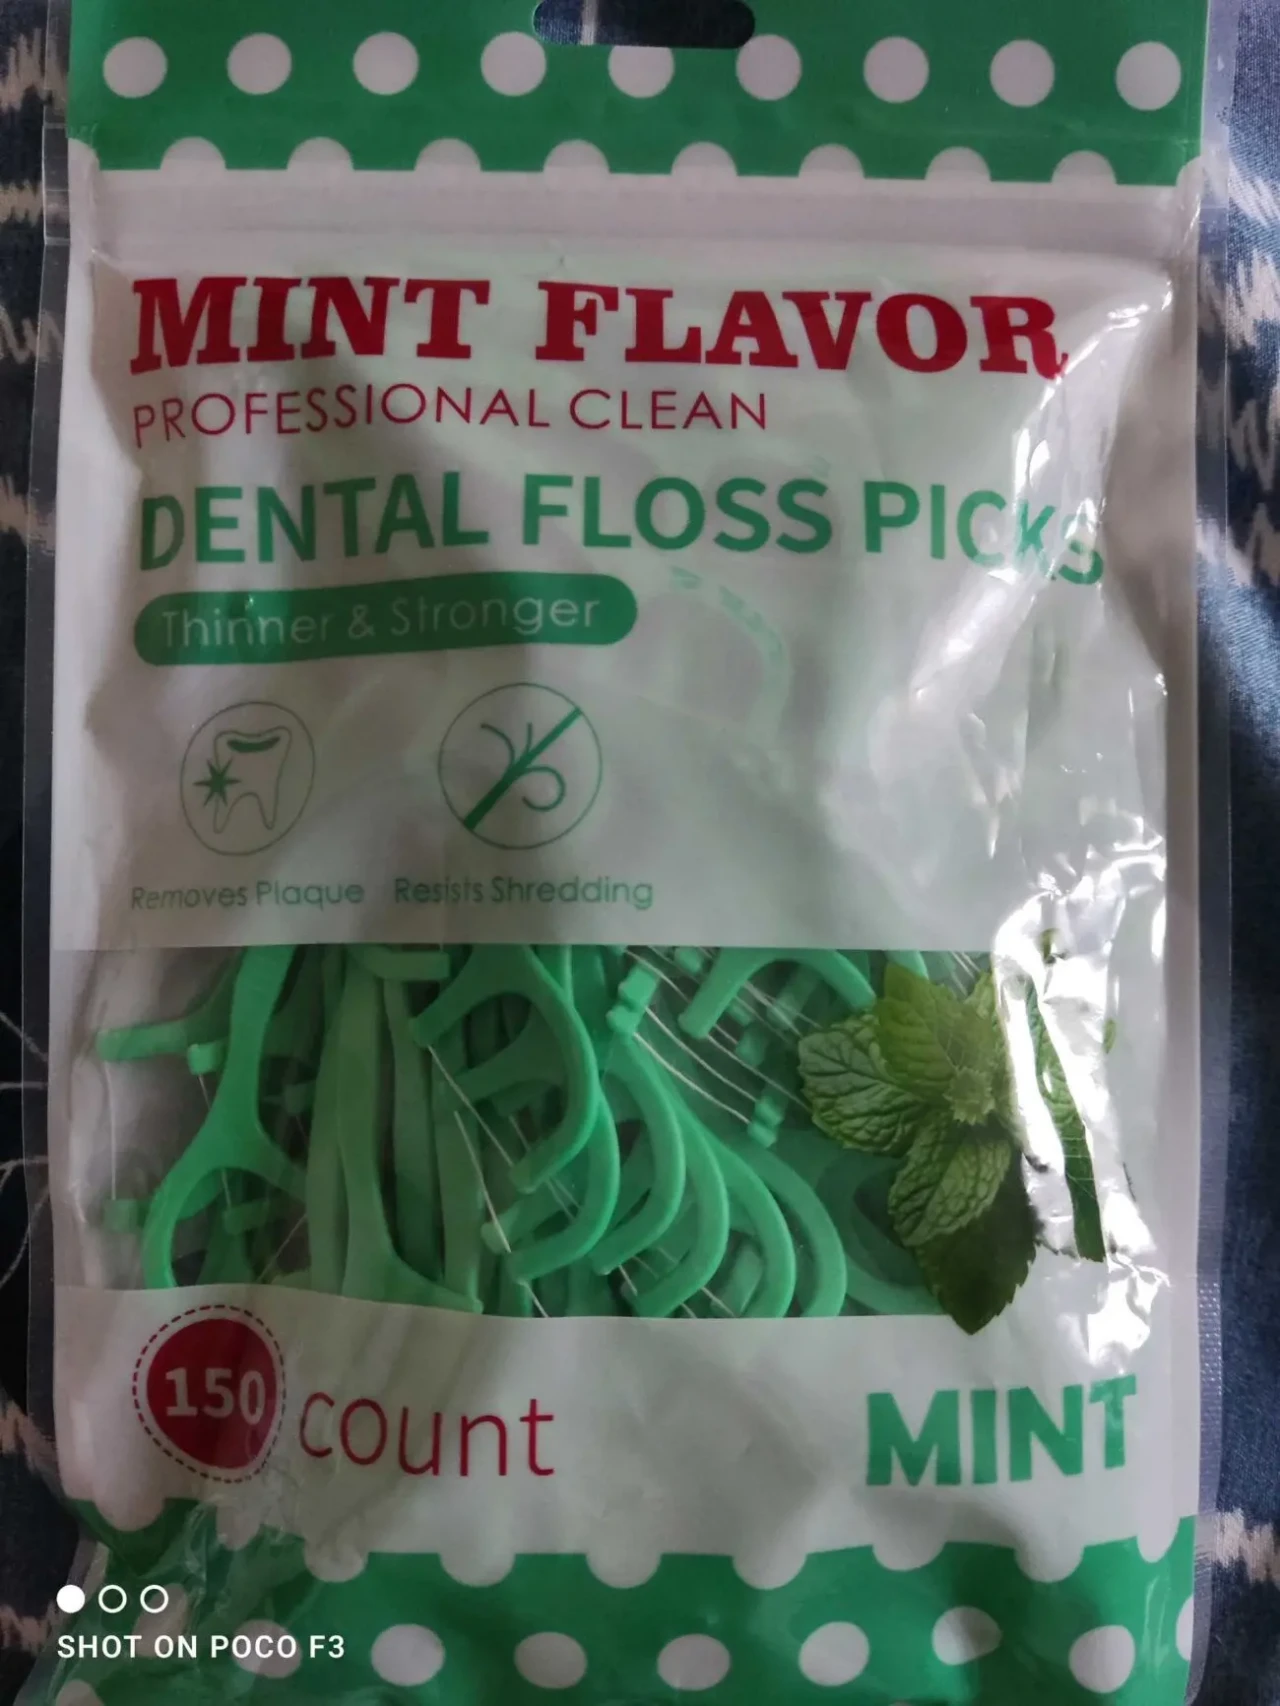 MINT FLAVOR
PROFESSIONAL CLEAN
DENTAL FLOSS PICKS
Thinner & Stronger
Removes Plaque Resists Shredding
150 count
MINT
SHOT ON POCO F3